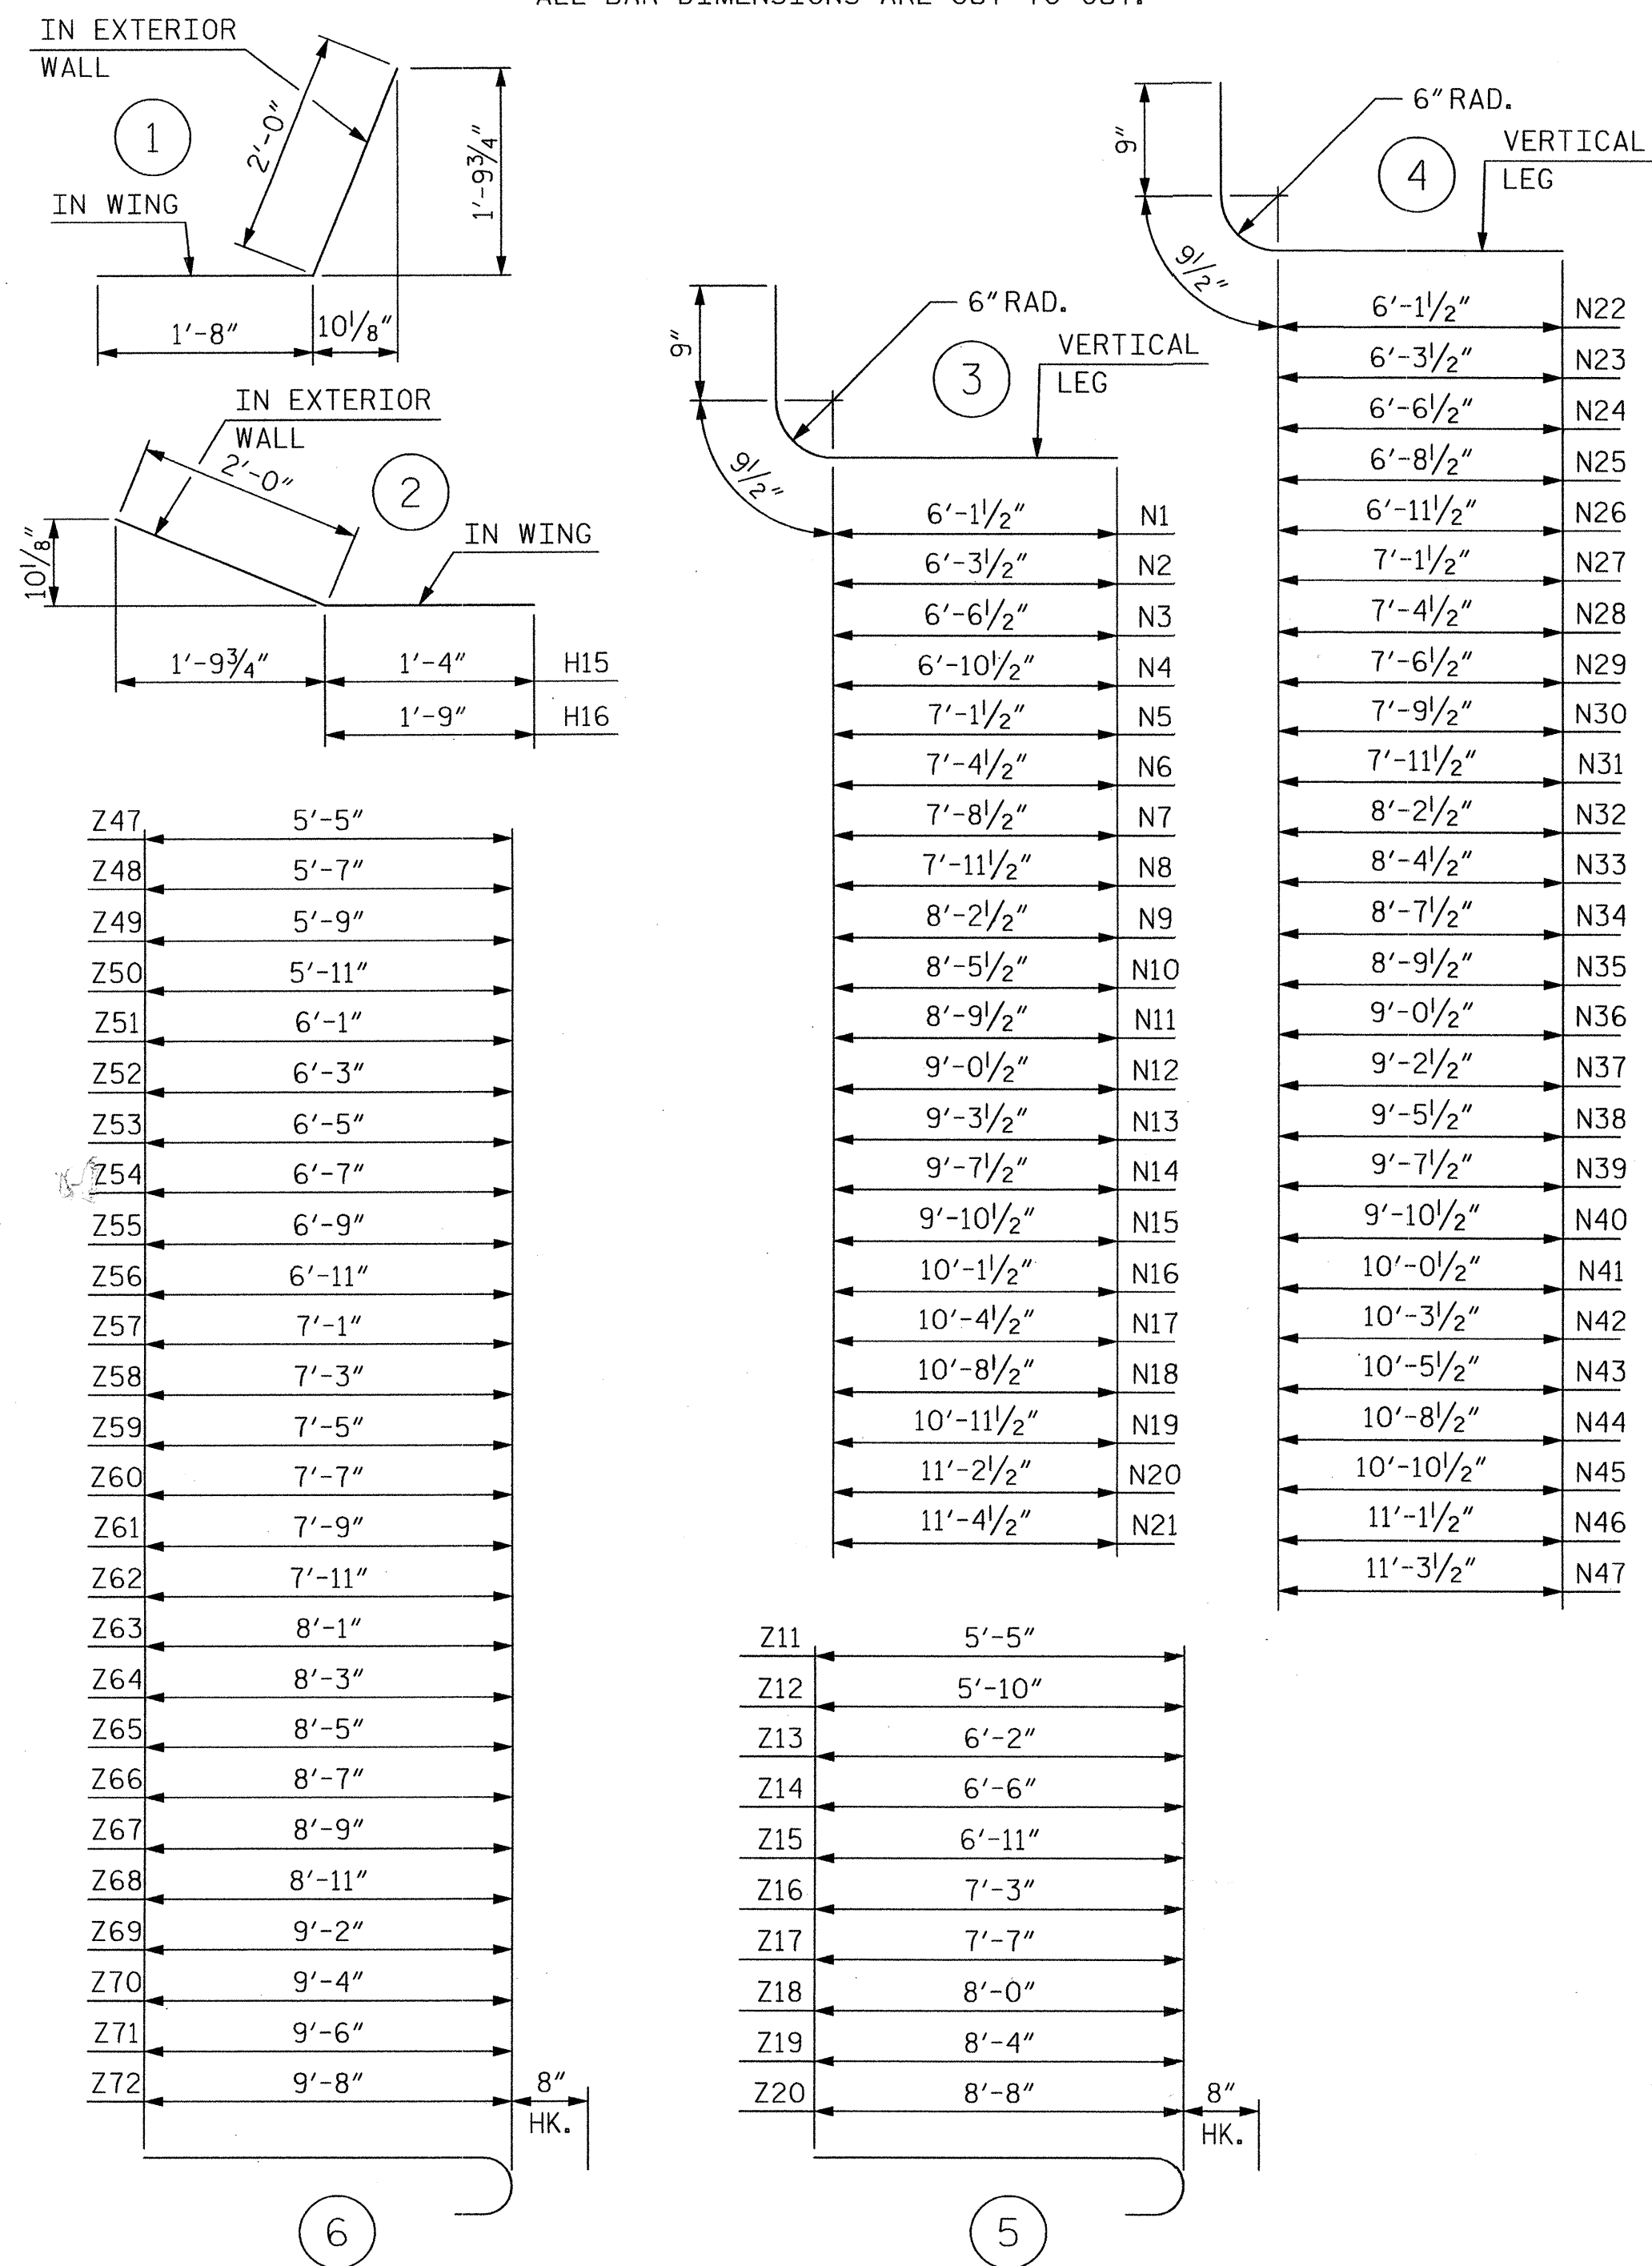 ALL BAR DIMENSIONS ARE OUT TO OUT.
IN EXTERIOR
WALL
1
2'-0"
1'-9¾"
IN WING
1'-8"
10⅛"
IN EXTERIOR
WALL
2'-0"
2
10⅛"
IN WING
1'-9¾"
1'-4" H15
1'-9" H16
9"
6" RAD.
3
VERTICAL
LEG
9½"
6'-1½" N1
6'-3½" N2
6'-6½" N3
6'-10½" N4
7'-1½" N5
7'-4½" N6
7'-8½" N7
7'-11½" N8
8'-2½" N9
8'-5½" N10
8'-9½" N11
9'-0½" N12
9'-3½" N13
9'-7½" N14
9'-10½" N15
10'-1½" N16
10'-4½" N17
10'-8½" N18
10'-11½" N19
11'-2½" N20
11'-4½" N21
9"
6" RAD.
4
VERTICAL
LEG
9½"
6'-1½" N22
6'-3½" N23
6'-6½" N24
6'-8½" N25
6'-11½" N26
7'-1½" N27
7'-4½" N28
7'-6½" N29
7'-9½" N30
7'-11½" N31
8'-2½" N32
8'-4½" N33
8'-7½" N34
8'-9½" N35
9'-0½" N36
9'-2½" N37
9'-5½" N38
9'-7½" N39
9'-10½" N40
10'-0½" N41
10'-3½" N42
10'-5½" N43
10'-8½" N44
10'-10½" N45
11'-1½" N46
11'-3½" N47
Z47 5'-5"
Z48 5'-7"
Z49 5'-9"
Z50 5'-11"
Z51 6'-1"
Z52 6'-3"
Z53 6'-5"
Z54 6'-7"
Z55 6'-9"
Z56 6'-11"
Z57 7'-1"
Z58 7'-3"
Z59 7'-5"
Z60 7'-7"
Z61 7'-9"
Z62 7'-11"
Z63 8'-1"
Z64 8'-3"
Z65 8'-5"
Z66 8'-7"
Z67 8'-9"
Z68 8'-11"
Z69 9'-2"
Z70 9'-4"
Z71 9'-6"
Z72 9'-8" 8"
HK.
6
Z11 5'-5"
Z12 5'-10"
Z13 6'-2"
Z14 6'-6"
Z15 6'-11"
Z16 7'-3"
Z17 7'-7"
Z18 8'-0"
Z19 8'-4"
Z20 8'-8" 8"
HK.
5